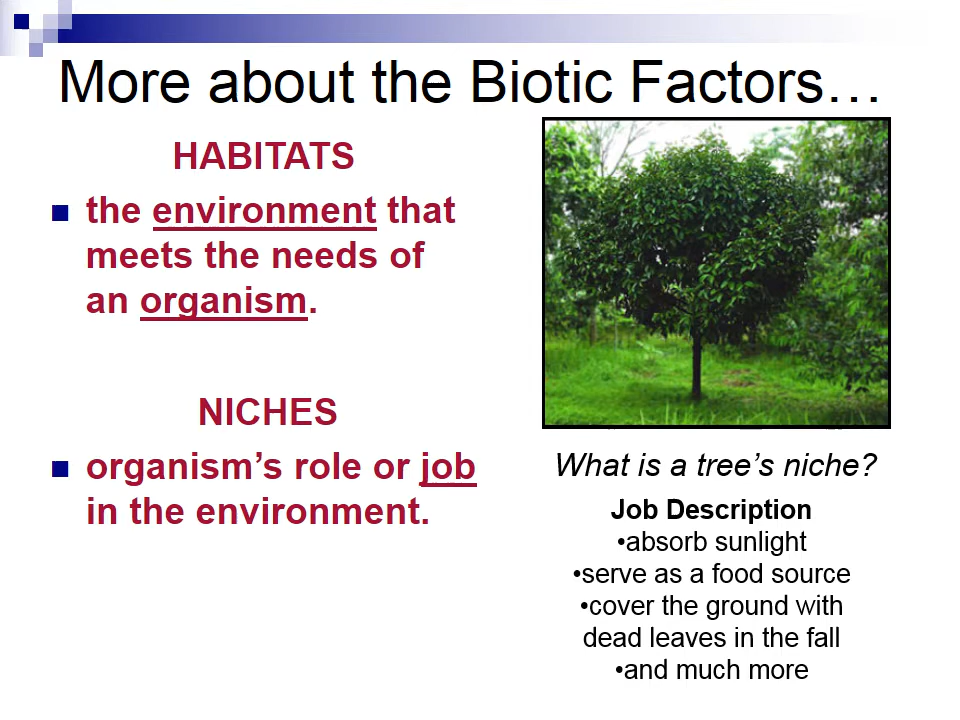 More about the Biotic Factors…
HABITATS
■ the environment that
meets the needs of
an organism.
NICHES
■ organism’s role or job
in the environment.
What is a tree’s niche?
Job Description
•absorb sunlight
•serve as a food source
•cover the ground with
dead leaves in the fall
•and much more